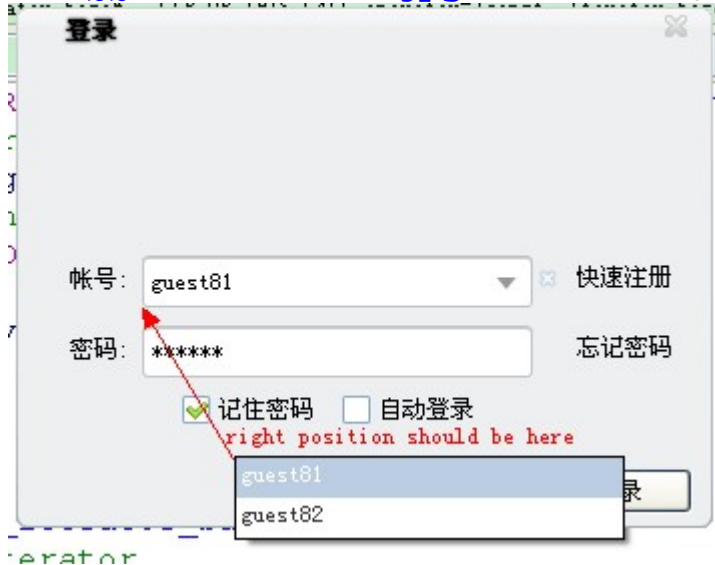 登录
帐号:
guest81
快速注册
密码:
******
忘记密码
记住密码
自动登录
right position should be here
guest81
guest82
录
erator